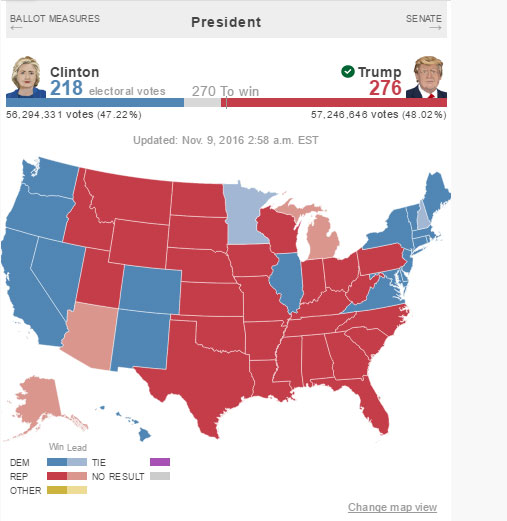 BALLOT MEASURES
←
President
SENATE
→
Clinton
218 electoral votes
270 To win
Trump
276
56,294,331 votes (47.22%)
57,246,646 votes (48.02%)
Updated: Nov. 9, 2016 2:58 a.m. EST
Win Lead
DEM TIE
REP NO RESULT
OTHER
Change map view